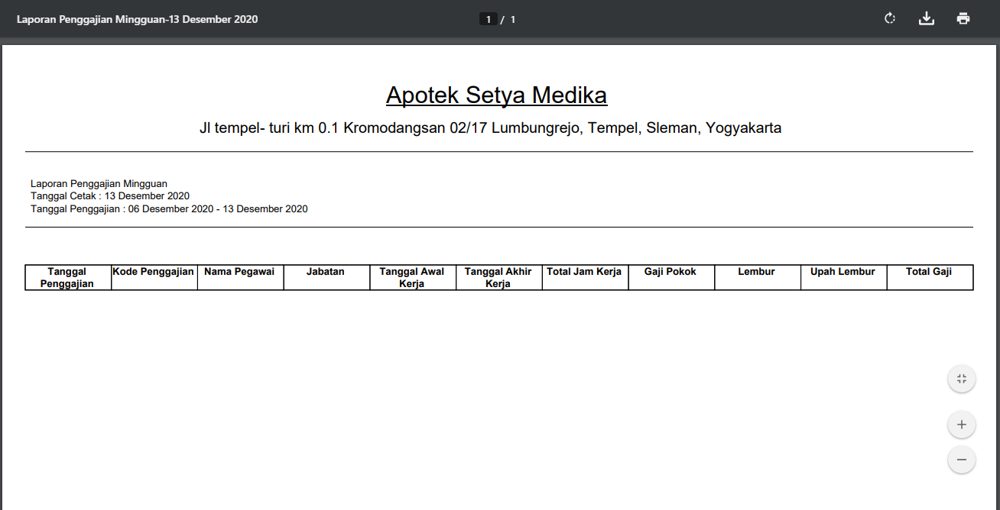 Laporan Penggajian Mingguan-13 Desember 2020
1 / 1
Apotek Setya Medika
Jl tempel- turi km 0.1 Kromodangsan 02/17 Lumbungrejo, Tempel, Sleman, Yogyakarta
Laporan Penggajian Mingguan
Tanggal Cetak : 13 Desember 2020
Tanggal Penggajian : 06 Desember 2020 - 13 Desember 2020
Tanggal Penggajian
Kode Penggajian
Nama Pegawai
Jabatan
Tanggal Awal Kerja
Tanggal Akhir Kerja
Total Jam Kerja
Gaji Pokok
Lembur
Upah Lembur
Total Gaji